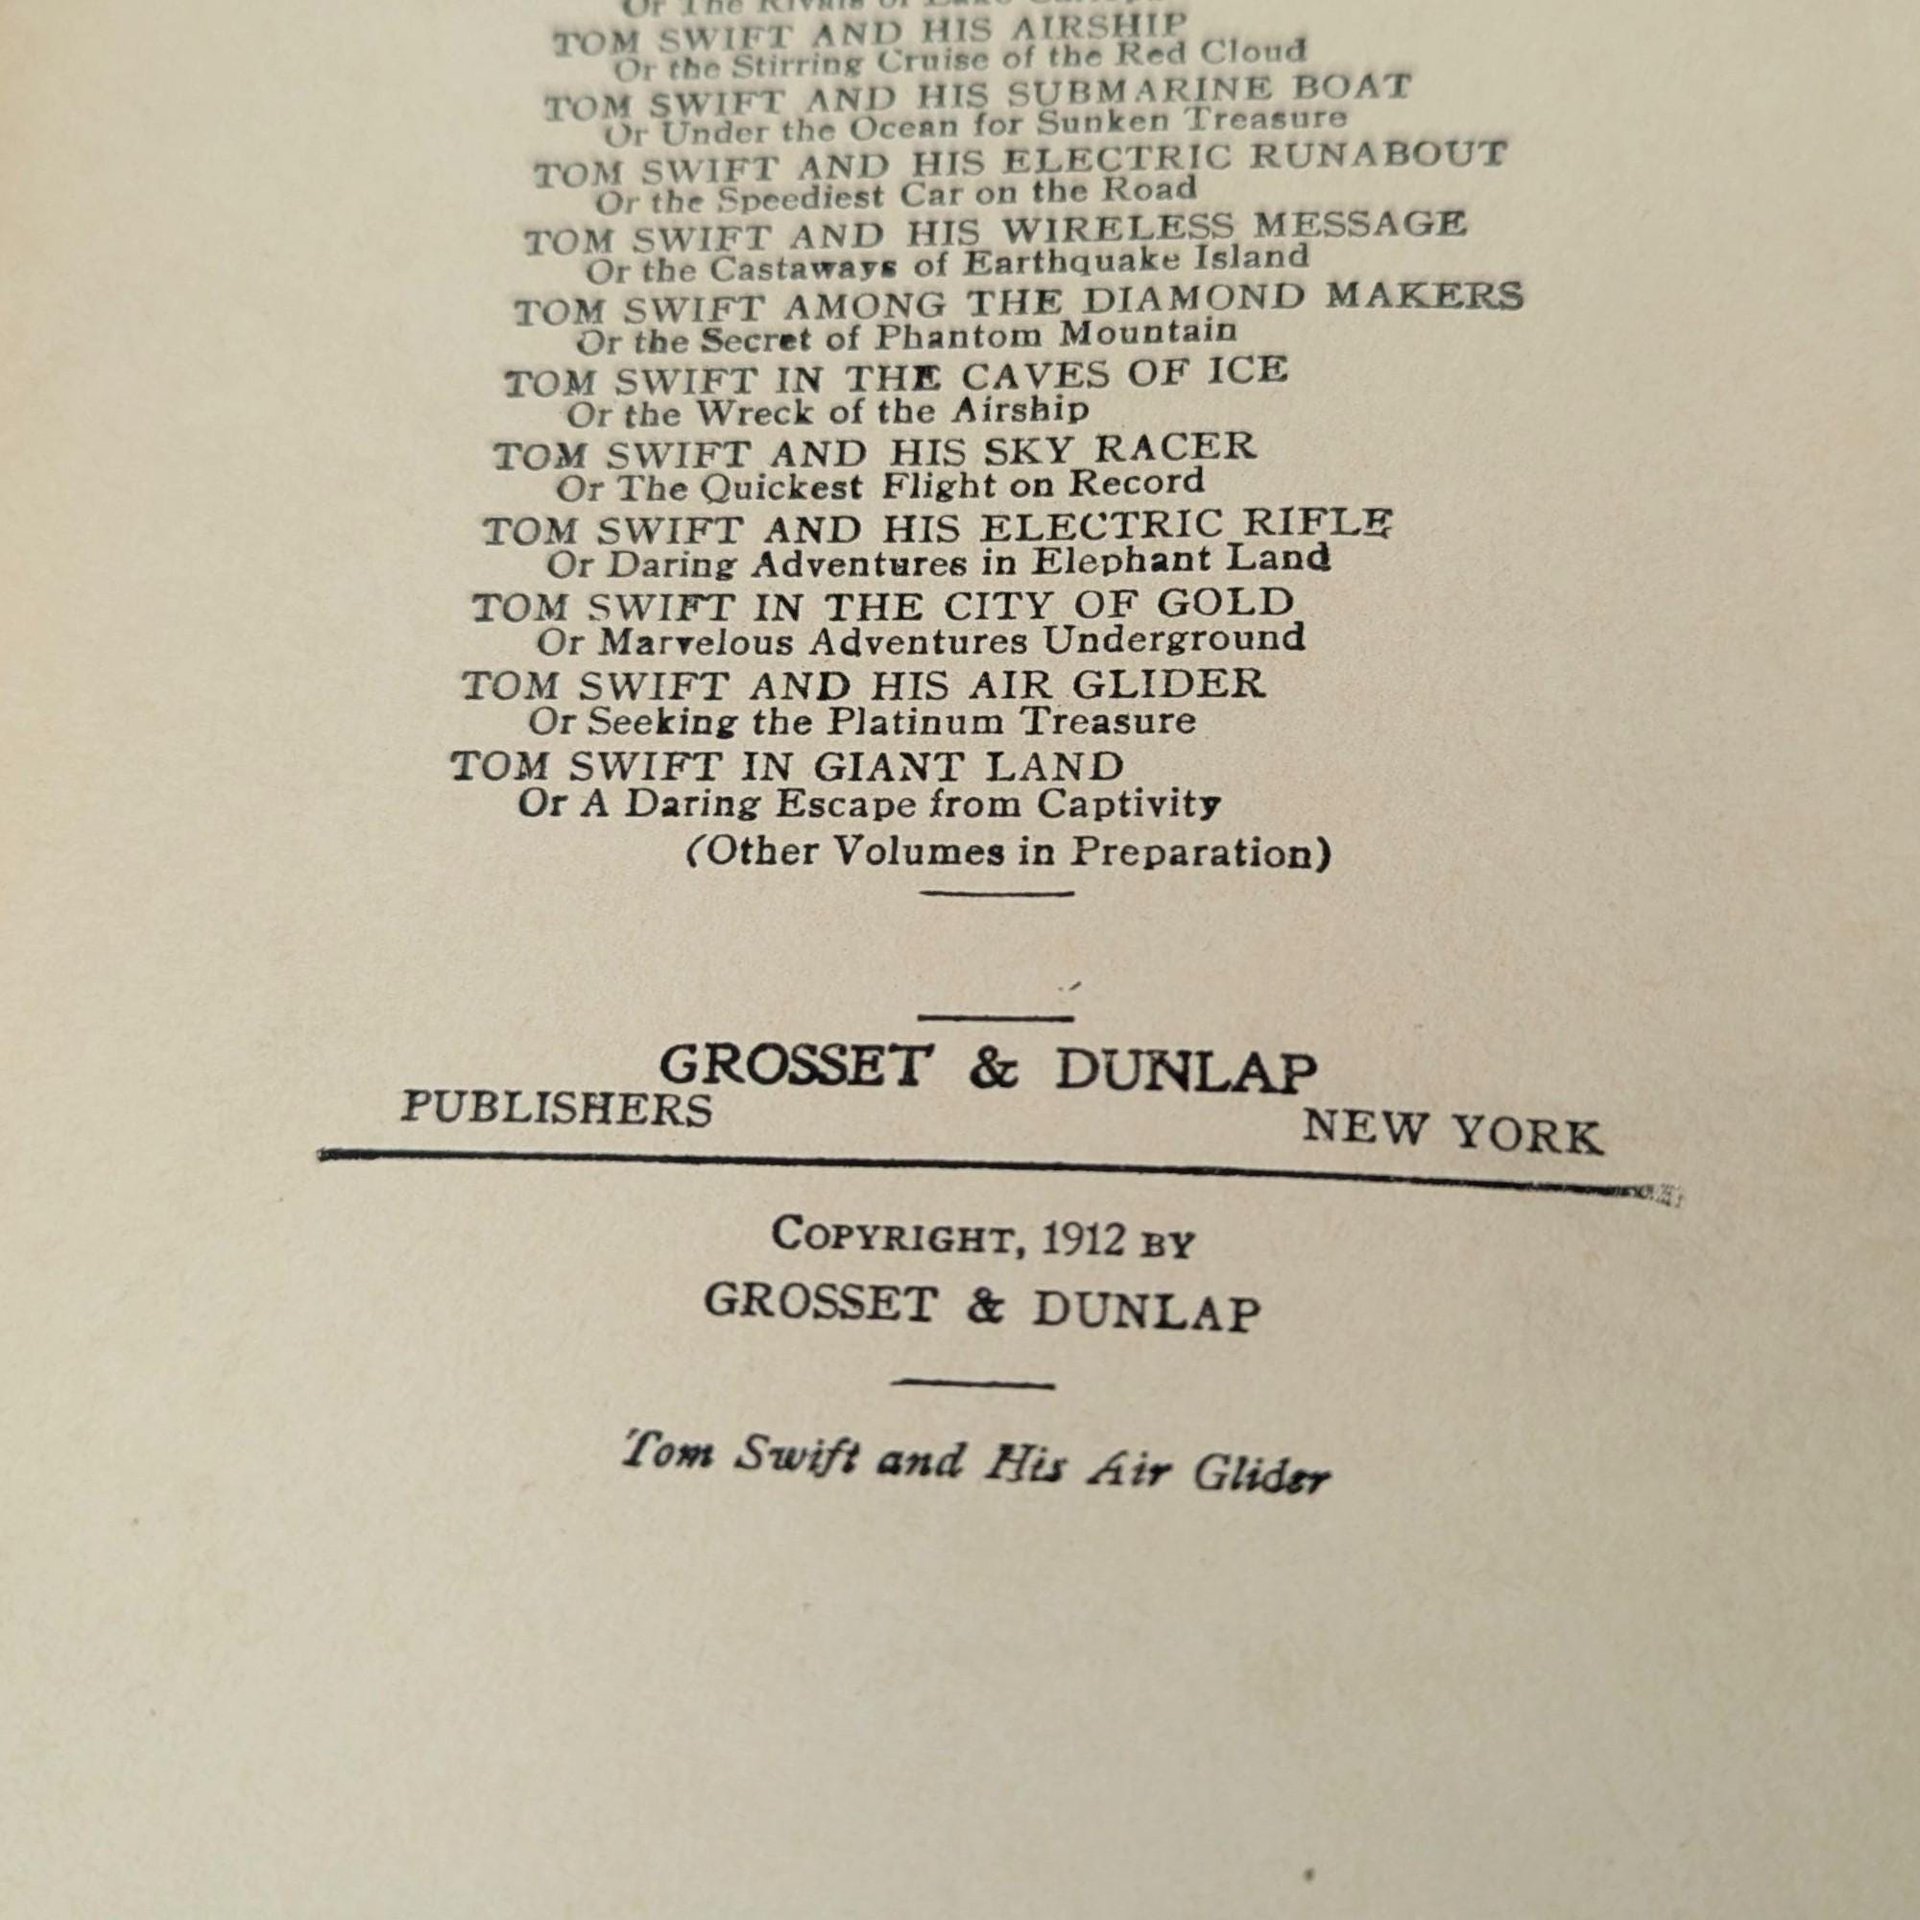 Or The Rivals of Lake
TOM SWIFT AND HIS AIRSHIP
Or the Stirring Cruise of the Red Cloud
TOM SWIFT AND HIS SUBMARINE BOAT
Or Under the Ocean for Sunken Treasure
TOM SWIFT AND HIS ELECTRIC RUNABOUT
Or the Speediest Car on the Road
TOM SWIFT AND HIS WIRELESS MESSAGE
Or the Castaways of Earthquake Island
TOM SWIFT AMONG THE DIAMOND MAKERS
Or the Secret of Phantom Mountain
TOM SWIFT IN THE CAVES OF ICE
Or the Wreck of the Airship
TOM SWIFT AND HIS SKY RACER
Or The Quickest Flight on Record
TOM SWIFT AND HIS ELECTRIC RIFLE
Or Daring Adventures in Elephant Land
TOM SWIFT IN THE CITY OF GOLD
Or Marvelous Adventures Underground
TOM SWIFT AND HIS AIR GLIDER
Or Seeking the Platinum Treasure
TOM SWIFT IN GIANT LAND
Or A Daring Escape from Captivity
(Other Volumes in Preparation)
GROSSET & DUNLAP
PUBLISHERS NEW YORK
COPYRIGHT, 1912 BY
GROSSET & DUNLAP
Tom Swift and His Air Glider